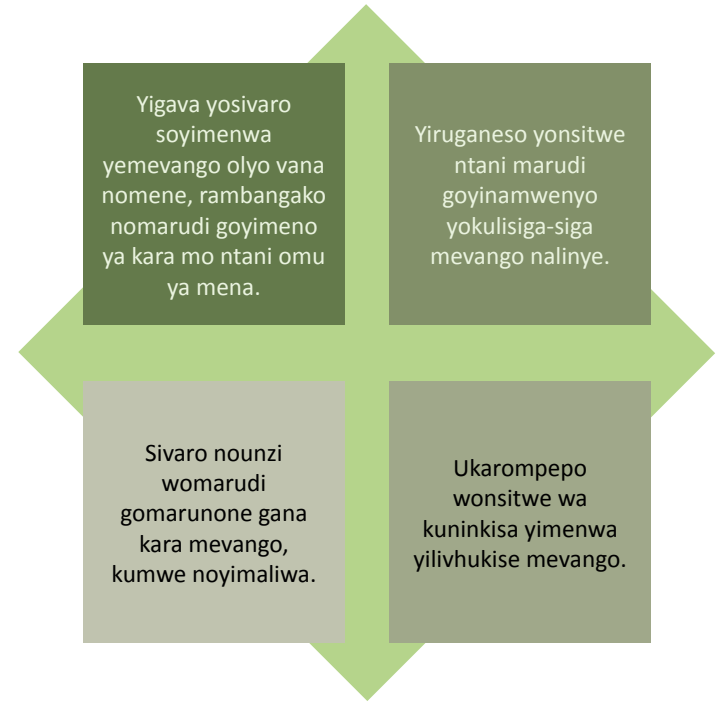 Yigava yosivaro
soyimenwa
yemevango olyo vana
nomene, rambangako
nomarudi goyimeno
ya kara mo ntani omu
ya mena.
Yiruganeso yonsitwe
ntani marudi
goyinamwenyo
yokulisiga-siga
mevango nalinye.
Sivaro nounzi
womarudi
gomarunone gana
kara mevango,
kumwe noyimaliwa.
Ukarompepo
wonsitwe wa
kuninkisa yimenwa
yilivhukise mevango.